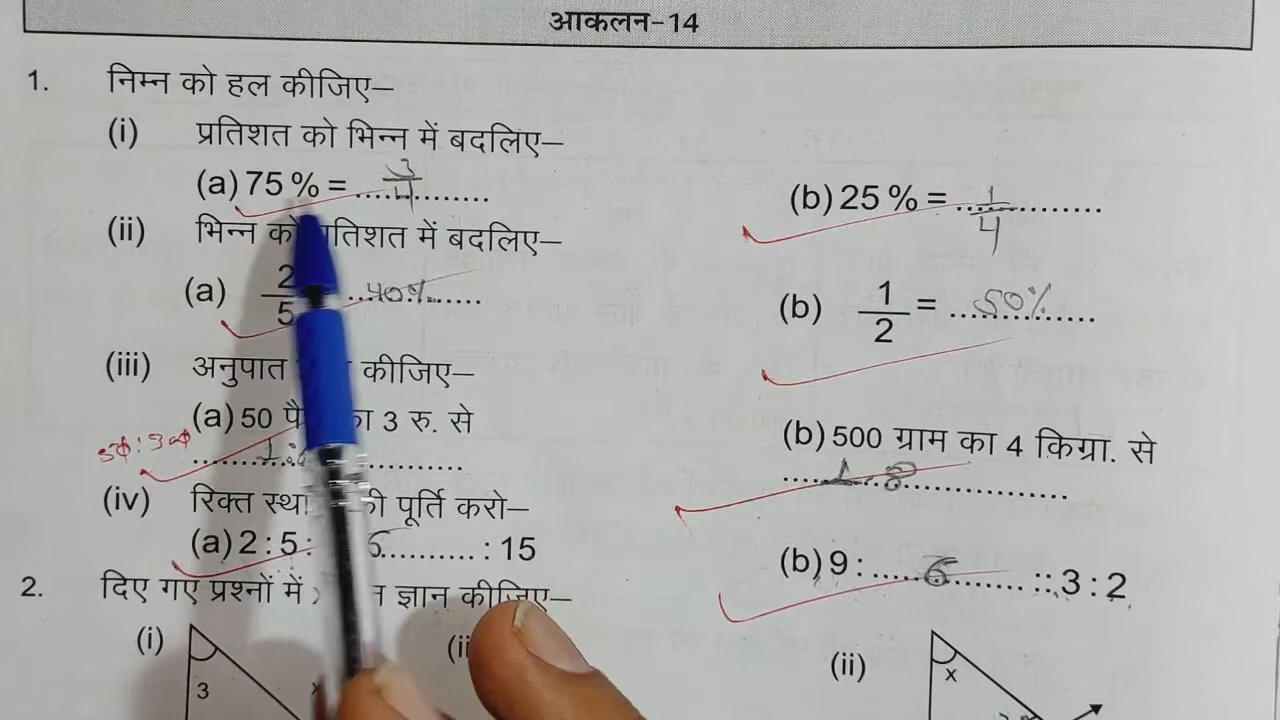 आकलन-14
1. निम्न को हल कीजिए–
(i) प्रतिशत को भिन्न में बदलिए–
(a) 75% = 3/4
(b) 25% = 1/4
(ii) भिन्न को प्रतिशत में बदलिए–
(a) 2/5 40%
(b) 1/2 = 50%
(iii) अनुपात कीजिए–
(a) 50 का 3 रु. से
(b) 500 ग्राम का 4 किग्रा. से
1:8
(iv) रिक्त की पूर्ति करो–
(a) 2 : 5 : 6 : 15
(b) 9 : 6 :: 3 : 2
2. दिए गए प्रश्नों में ज्ञान कीजिए–
(i)
(ii)
3
x